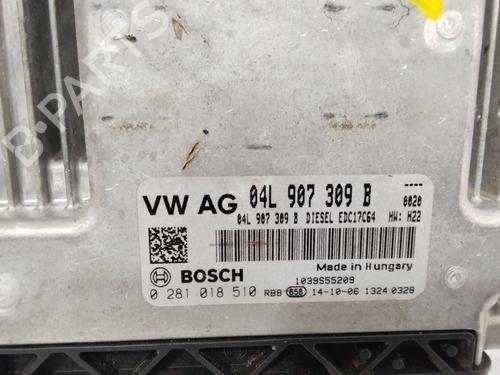 B-PARTS
VW AG 04L 907 309 B ----
04L 907 309 B DIESEL EDC17C64 HW: H22 0020
BOSCH
Made in Hungary
1039S55209
0 281 018 510 RBB 658 14-10-06 1324 0328